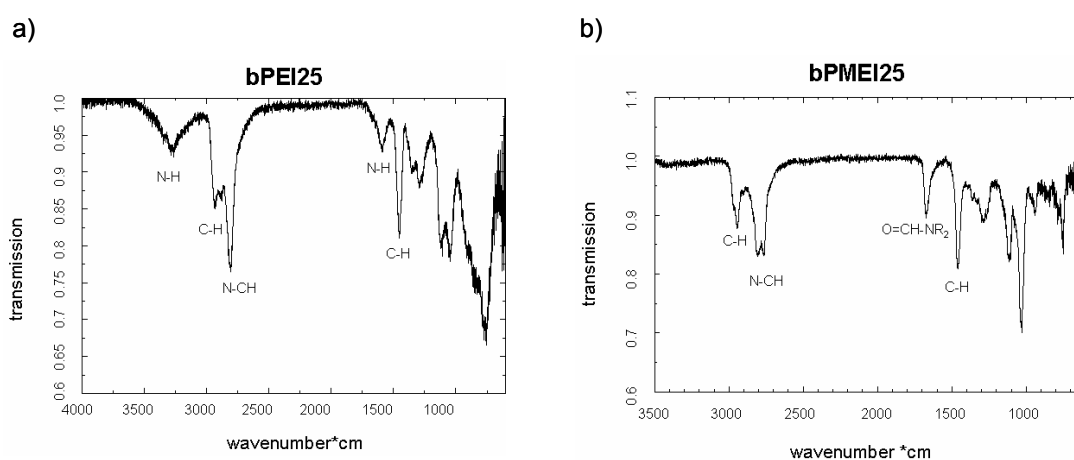 a)
bPEI25
transmission
1.0
0.95
0.9
0.85
0.8
0.75
0.7
0.65
0.6
N-H
C-H
N-CH
N-H
C-H
4000 3500 3000 2500 2000 1500 1000
wavenumber*cm
b)
bPMEI25
transmission
1.1
1.0
0.9
0.8
0.7
0.6
C-H
N-CH
O=CH-NR2
C-H
3500 3000 2500 2000 1500 1000
wavenumber *cm